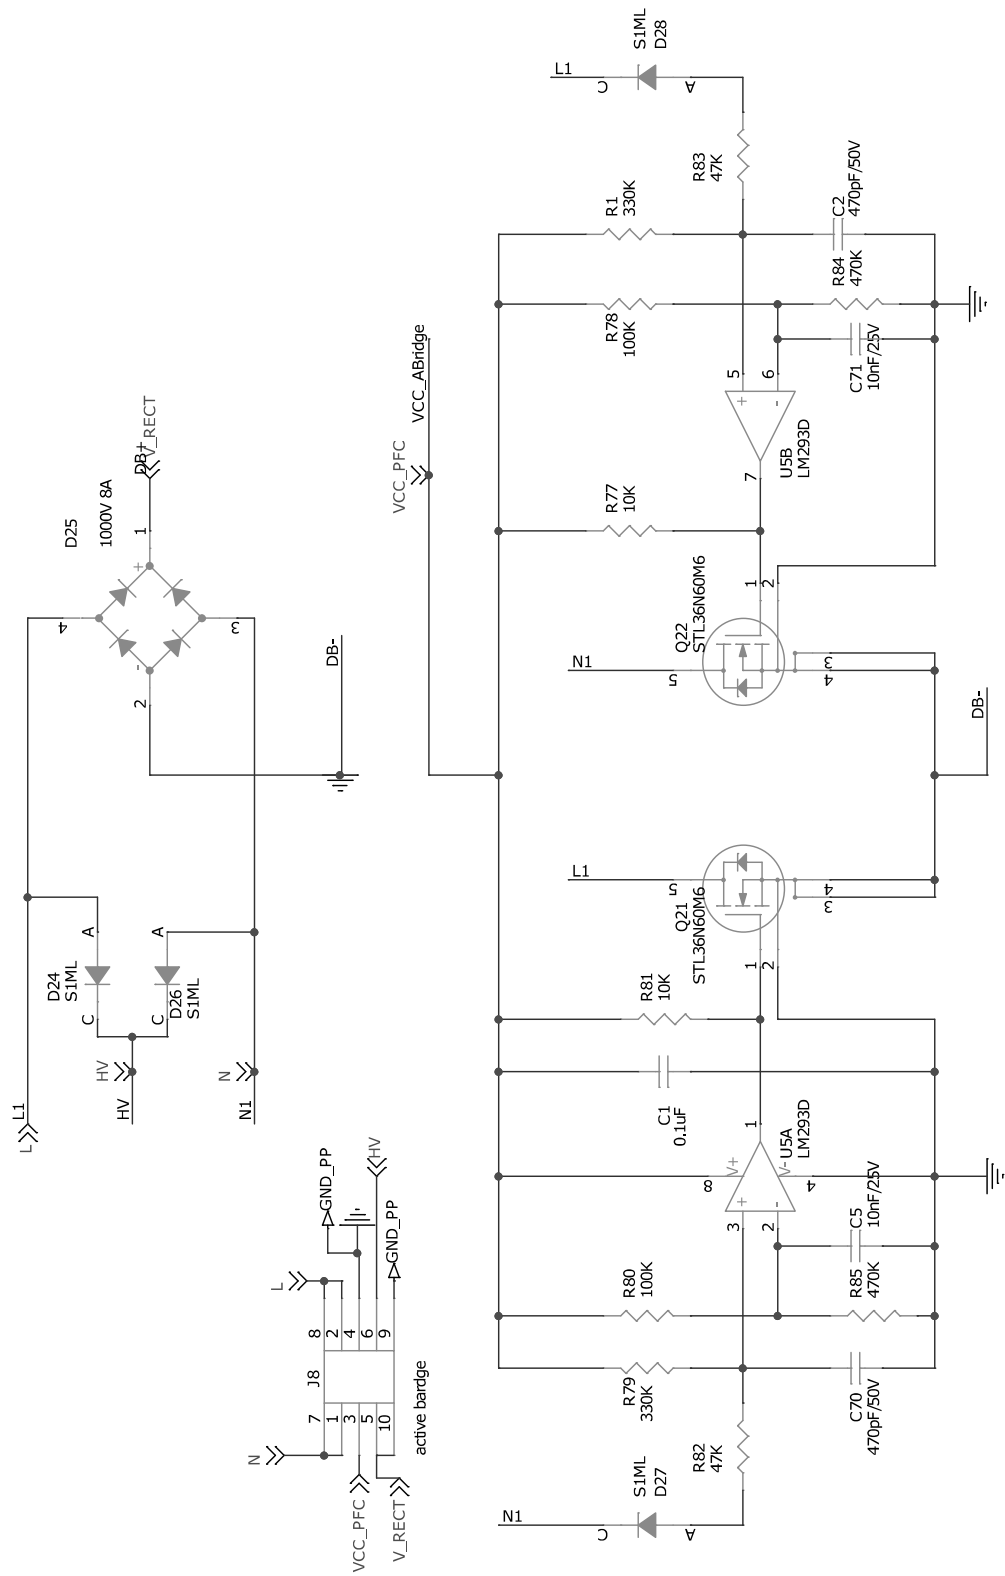 S1ML
D28
L1
C
A
R83
47K
R1
330K
C2
470pF/50V
R84
470K
R78
100K
C71
10nF/25V
VCC_ABridge
VCC_PFC
5
6
+
-
U5B
LM293D
7
R77
10K
1
2
Q22
STL36N60M6
N1
5
3
4
DB-
D25
1000V 8A
DB+
V_RECT
1
+
4
3
-
2
DB-
L1
5
Q21
STL36N60M6
4
3
1
2
R81
10K
C1
0.1uF
1
U5A
LM293D
V+
V-
8
4
+
-
3
2
C5
10nF/25V
R80
100K
R85
470K
R79
330K
C70
470pF/50V
R82
47K
S1ML
D27
N1
C
A
A
A
D24
S1ML
D26
S1ML
C
C
HV
HV
N
N1
L1
L
GND_PP
HV
GND_PP
L
8
2
4
6
9
J8
7
1
3
5
10
active bardge
N
VCC_PFC
V_RECT